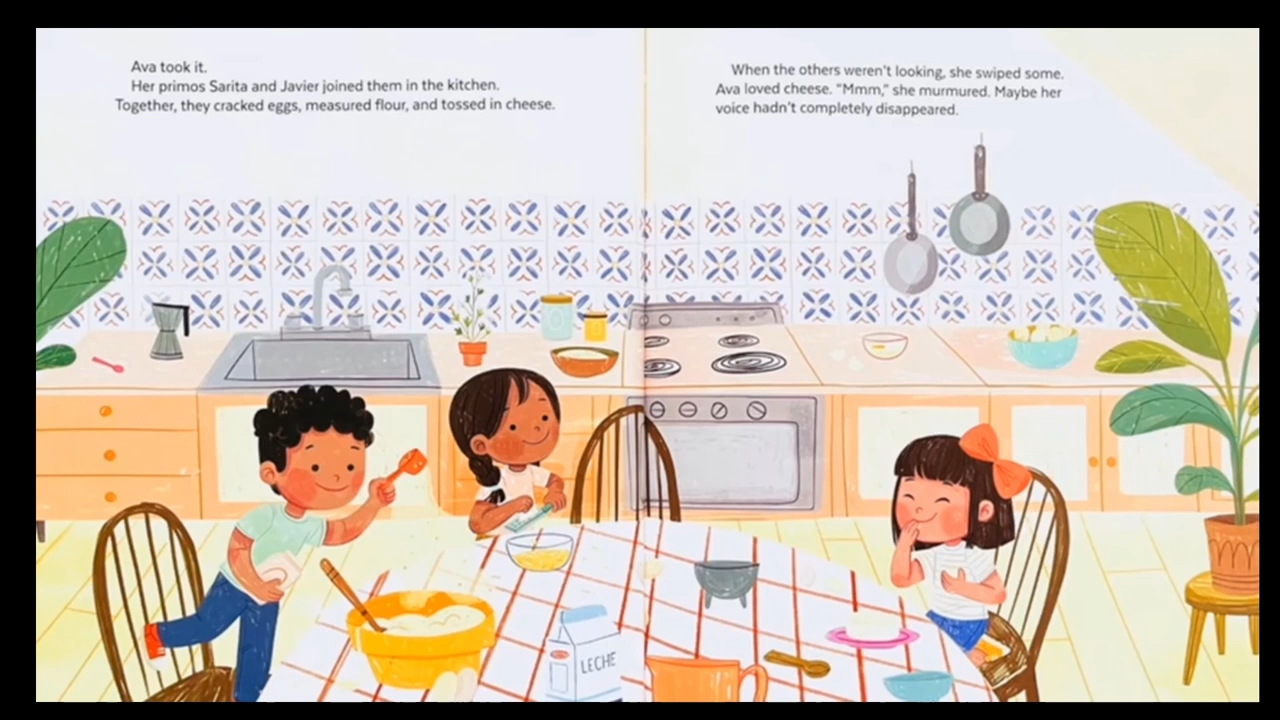 Ava took it.
Her primos Sarita and Javier joined them in the kitchen.
Together, they cracked eggs, measured flour, and tossed in cheese.
When the others weren't looking, she swiped some.
Ava loved cheese. "Mmm," she murmured. Maybe her
voice hadn't completely disappeared.
LECHE